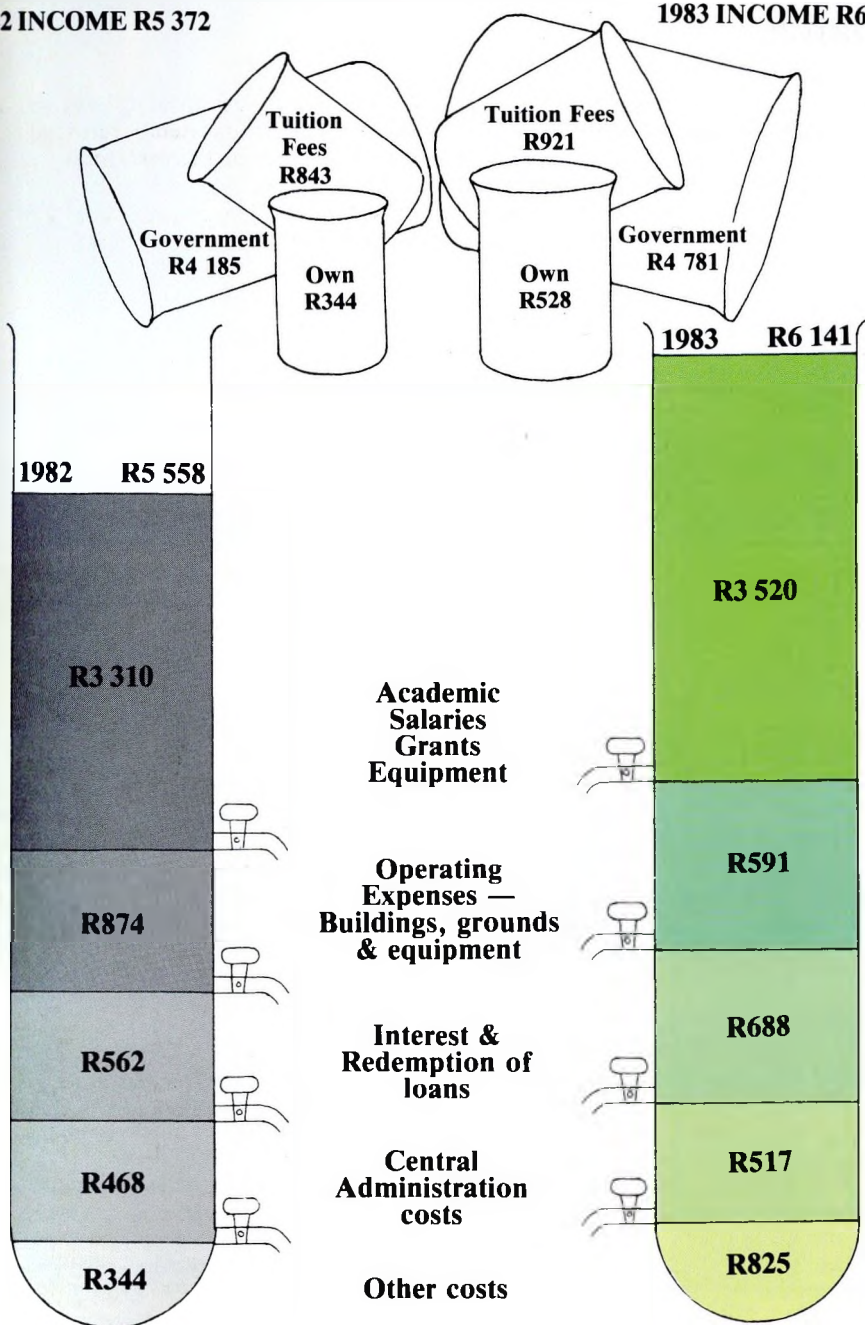 2 INCOME R5 372
1983 INCOME R6
Tuition
Fees
R843
Government
R4 185
Own
R344
Tuition Fees
R921
Government
R4 781
Own
R528
1982 R5 558
R3 310
R874
R562
R468
R344
Academic
Salaries
Grants
Equipment
Operating
Expenses —
Buildings, grounds
& equipment
Interest &
Redemption of
loans
Central
Administration
costs
Other costs
1983 R6 141
R3 520
R591
R688
R517
R825